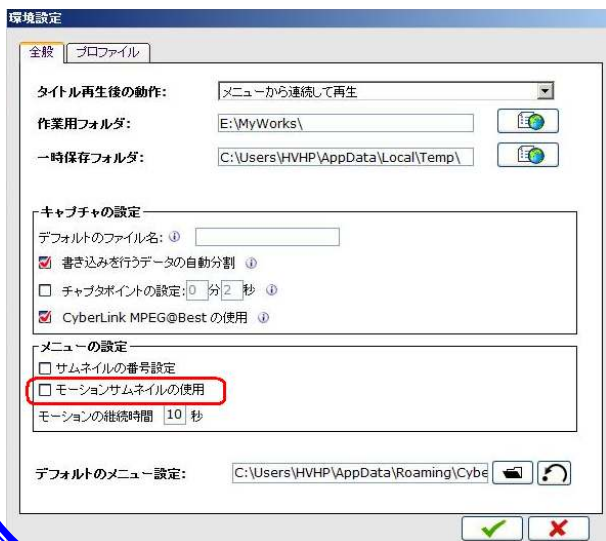 環境設定
全般 プロファイル
タイトル再生後の動作: メニューから連続して再生
作業用フォルダ: E:\MyWorks\
一時保存フォルダ: C:\Users\HVHP\AppData\Local\Temp\
キャプチャの設定
デフォルトのファイル名:
書き込みを行うデータの自動分割
チャプタポイントの設定: 0 分 2 秒
CyberLink MPEG@Best の使用
メニューの設定
サムネイルの番号設定
モーションサムネイルの使用
モーションの継続時間 10 秒
デフォルトのメニュー設定: C:\Users\HVHP\AppData\Roaming\Cybe